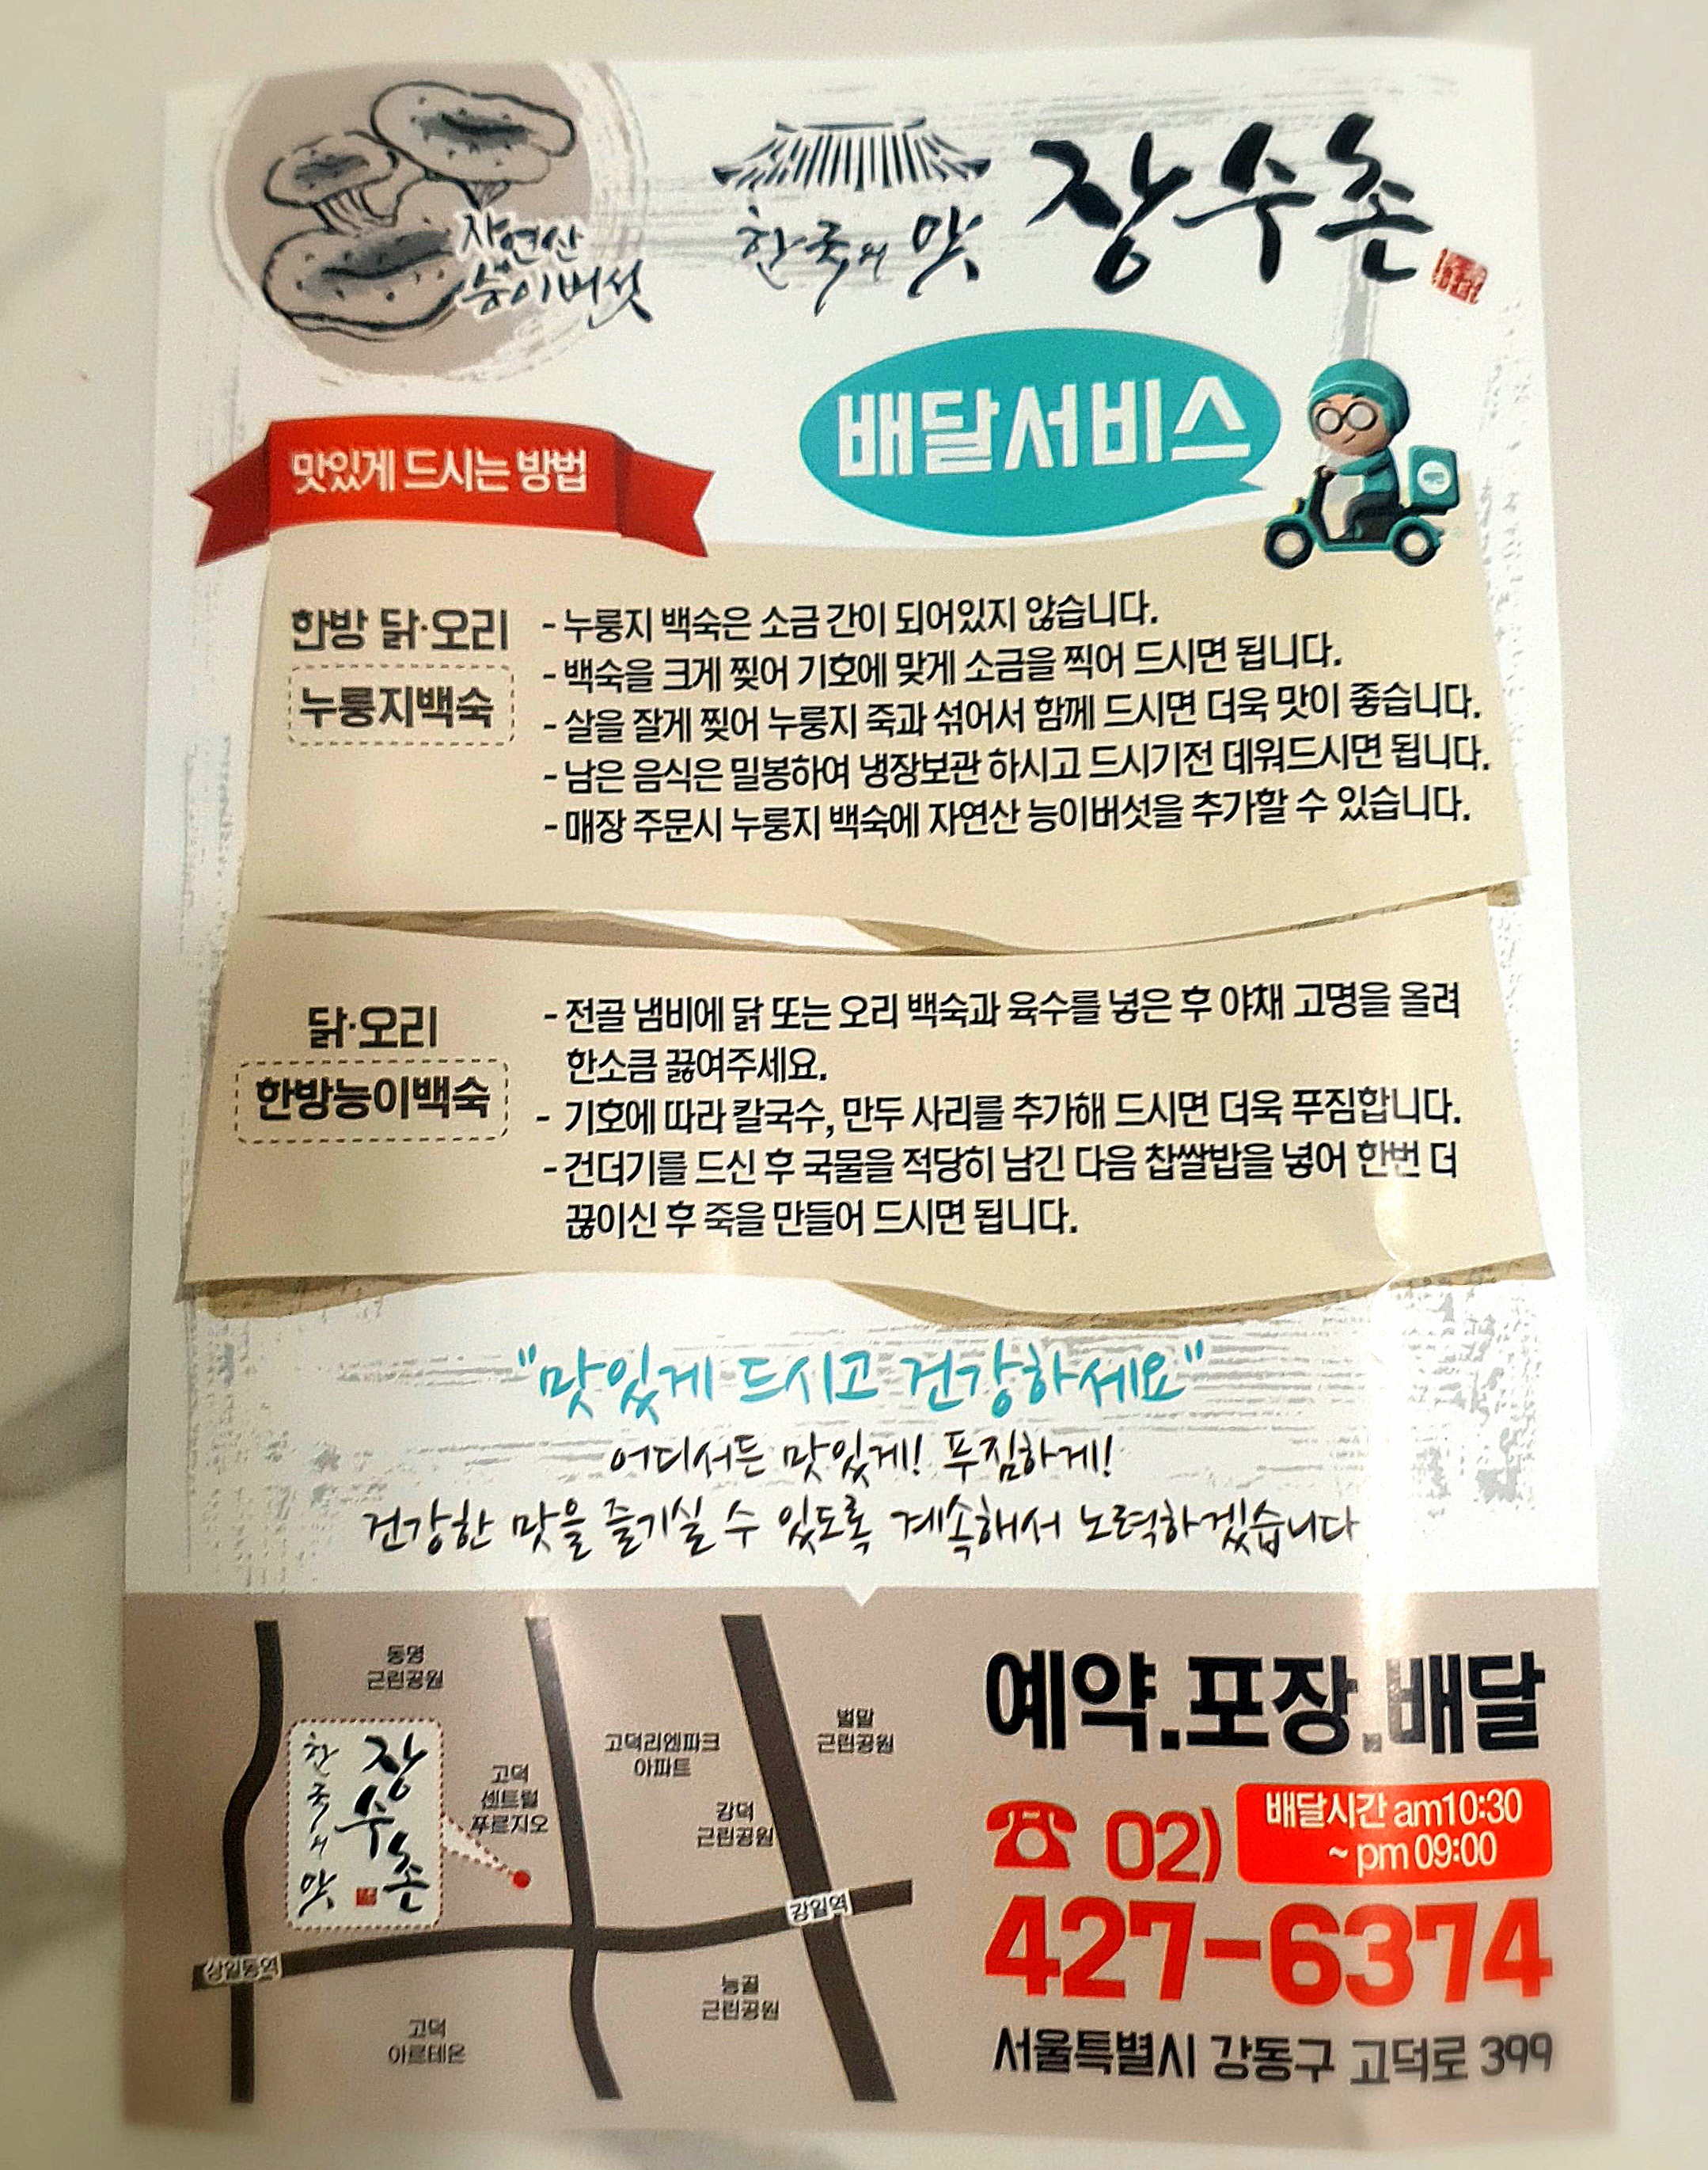 자연산
능이버섯
한국의 맛 장수촌
배달서비스
맛있게 드시는 방법
한방 닭·오리
누룽지백숙
- 누룽지 백숙은 소금 간이 되어있지 않습니다.
- 백숙을 크게 찢어 기호에 맞게 소금을 찍어 드시면 됩니다.
- 살을 잘게 찢어 누룽지 죽과 섞어서 함께 드시면 더욱 맛이 좋습니다.
- 남은 음식은 밀봉하여 냉장보관 하시고 드시기전 데워드시면 됩니다.
- 매장 주문시 누룽지 백숙에 자연산 능이버섯을 추가할 수 있습니다.
닭·오리
한방능이백숙
- 전골 냄비에 닭 또는 오리 백숙과 육수를 넣은 후 야채 고명을 올려
한소큼 끓여주세요.
- 기호에 따라 칼국수, 만두 사리를 추가해 드시면 더욱 푸짐합니다.
- 건더기를 드신 후 국물을 적당히 남긴 다음 찹쌀밥을 넣어 한번 더
끊이신 후 죽을 만들어 드시면 됩니다.
"맛있게 드시고 건강하세요"
어디서든 맛있게! 푸짐하게!
건강한 맛을 즐기실 수 있도록 계속해서 노력하겠습니다
동명
근린공원
한국의 맛
장수촌
고덕
센트럴
푸르지오
고덕리엔파크
아파트
벌말
근린공원
강덕
근린공원
강일역
상일동역
능골
근린공원
고덕
아르테온
예약.포장.배달
배달시간 am10:30
~ pm 09:00
02)
427-6374
서울특별시 강동구 고덕로 399